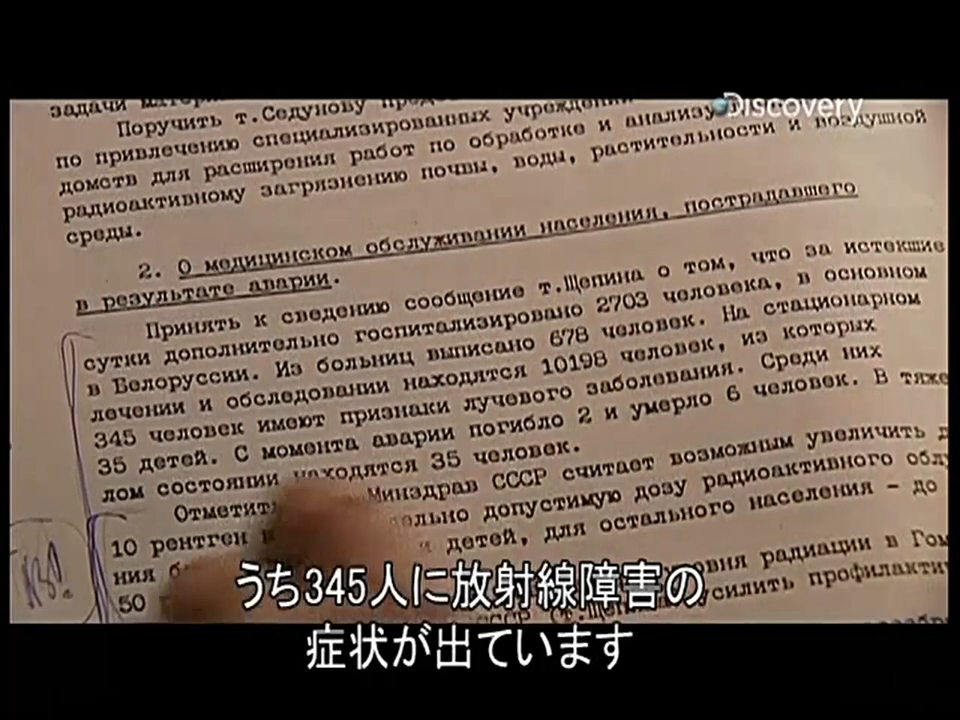 Discovery
задачи
Поручить т.Седунову
по привлечению специализированных учреждений
домств для расширения работ по обработке и анализу
радиоактивному загрязнению почвы, воды, растительности и воздушной
среды.
2. О медицинском обслуживании населения, пострадавшего
в результате аварии.
Принять к сведению сообщение т.Щепина о том, что за истекшие
сутки дополнительно госпитализировано 2703 человека, в основном
в Белоруссии. Из больниц выписано 678 человек. На стационарном
лечении и обследовании находятся 10198 человек, из которых
345 человек имеют признаки лучевого заболевания. Среди них
35 детей. С момента аварии погибло 2 и умерло 6 человек. В тяже
лом состоянии находятся 35 человек.
Минздрав СССР считает возможным увеличить
10 рентген допустимую дозу радиоактивного
детей, для остального населения - до
50 радиации в Гом
СССР усилить профилакти
うち345人に放射線障害の
症状が出ています